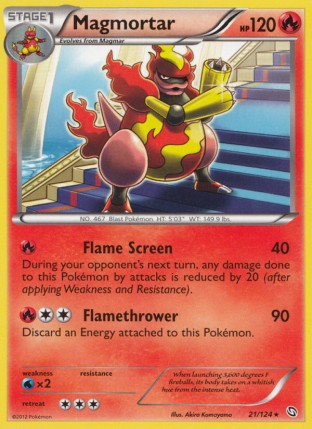 STAGE1
Magmortar
HP120
Evolves from Magmar
NO. 467 Blast Pokémon HT: 5'03" WT: 149.9 lbs.
Flame Screen 40
During your opponent's next turn, any damage done
to this Pokémon by attacks is reduced by 20 (after
applying Weakness and Resistance).
Flamethrower 90
Discard an Energy attached to this Pokémon.
weakness
resistance
×2
retreat
When launching 3,600 degrees F
fireballs, its body takes on a whitish
hue from the intense heat.
©2012 Pokémon
Illus. Akira Komayama
21/124 ★